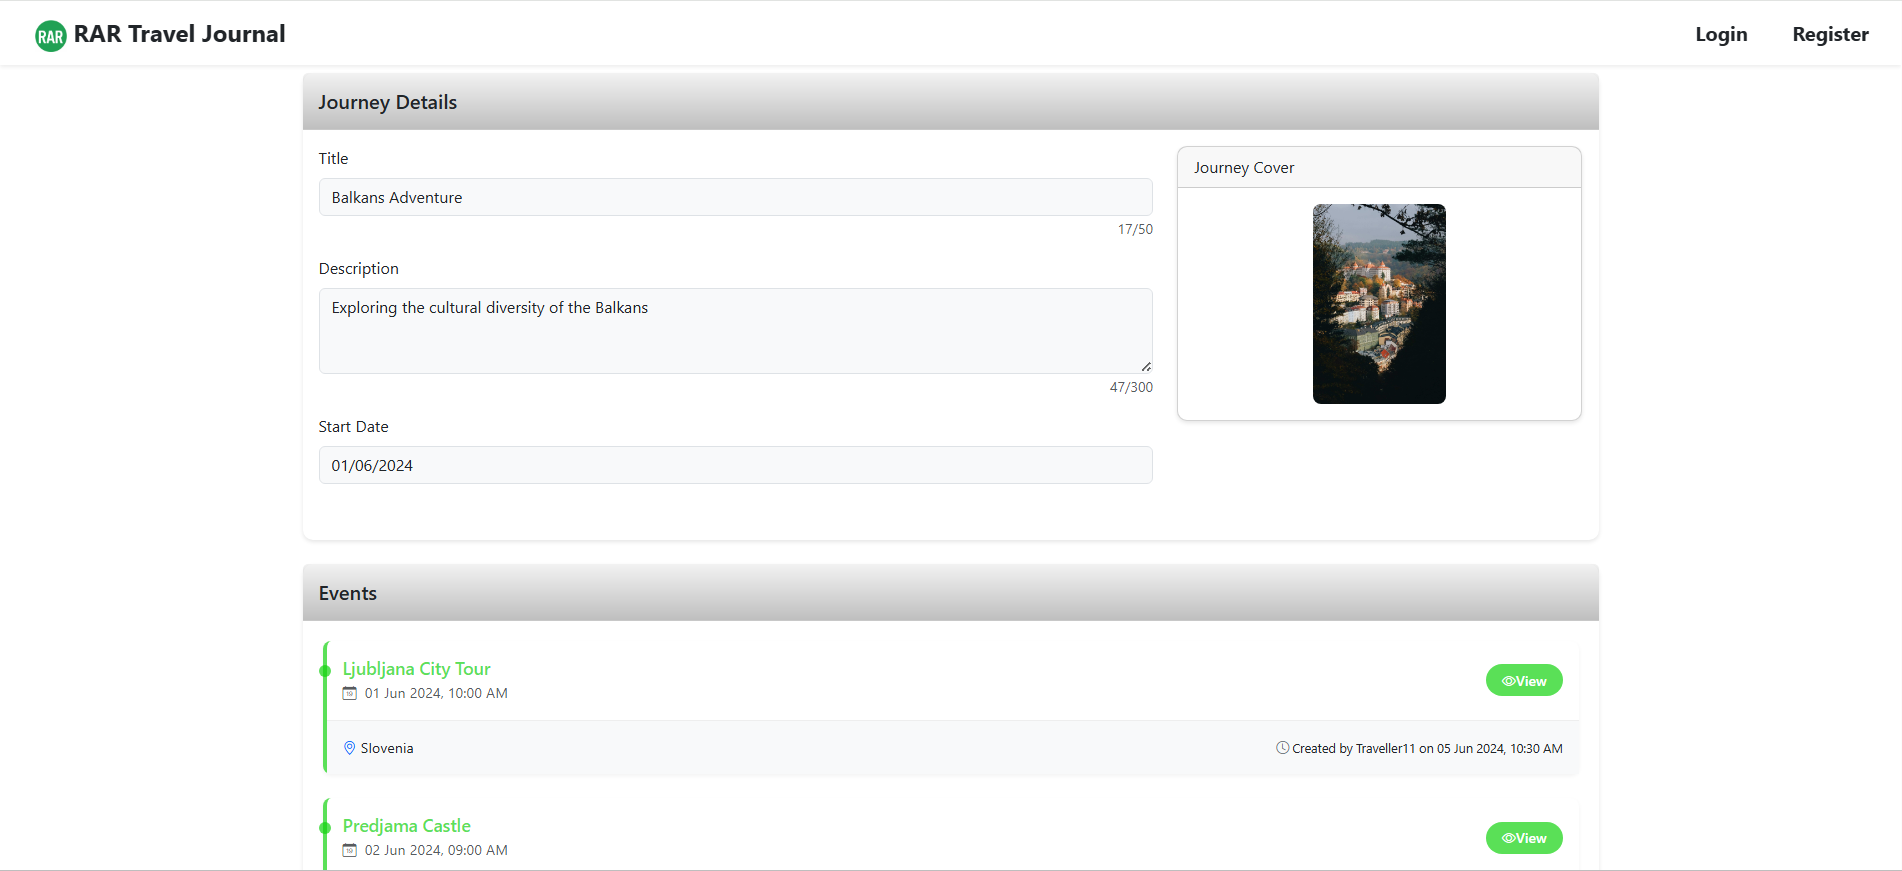 RAR RAR Travel Journal
Login Register
Journey Details
Title
Balkans Adventure
17/50
Description
Exploring the cultural diversity of the Balkans
47/300
Start Date
01/06/2024
Journey Cover
Events
Ljubljana City Tour
01 Jun 2024, 10:00 AM
View
Slovenia
Created by Traveller11 on 05 Jun 2024, 10:30 AM
Predjama Castle
02 Jun 2024, 09:00 AM
View